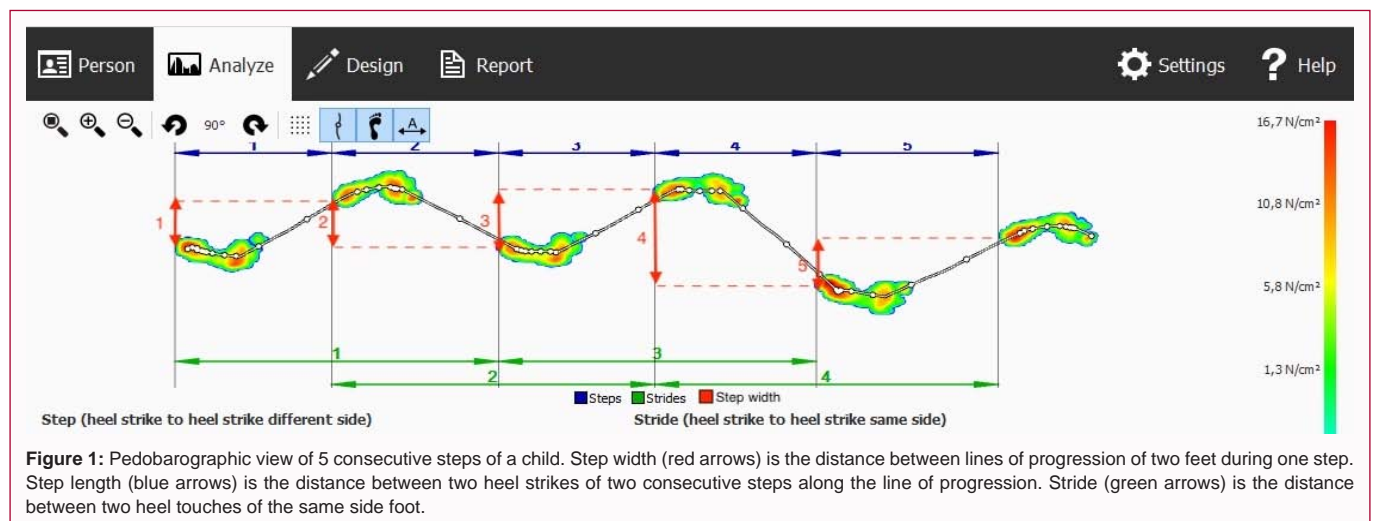 Person Analyze Design Report Settings Help
90° A
16,7 N/cm²
1 2 3 4 5
10,8 N/cm²
1 2 3 4 5
5,8 N/cm²
1 3
1,3 N/cm²
2 4
Steps Strides Step width
Step (heel strike to heel strike different side) Stride (heel strike to heel strike same side)
Figure 1: Pedobarographic view of 5 consecutive steps of a child. Step width (red arrows) is the distance between lines of progression of two feet during one step.
Step length (blue arrows) is the distance between two heel strikes of two consecutive steps along the line of progression. Stride (green arrows) is the distance
between two heel touches of the same side foot.